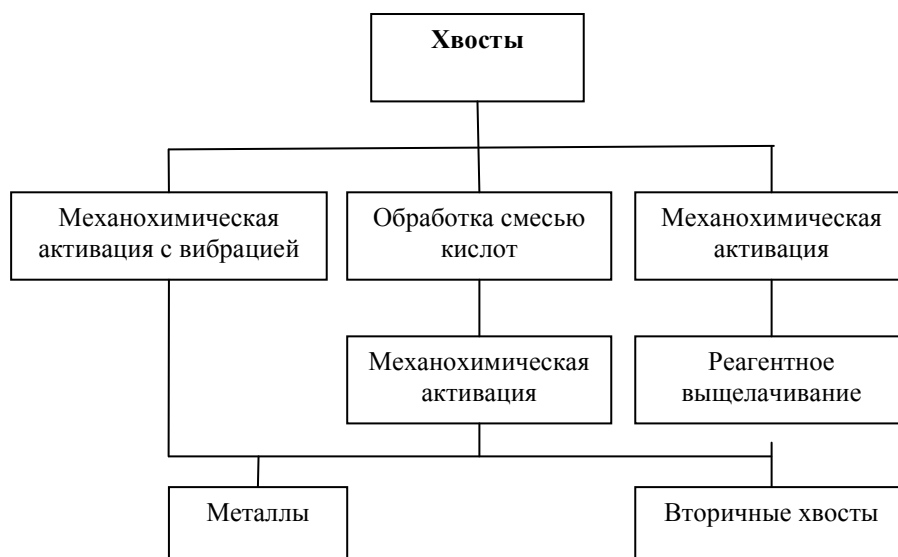 Хвосты
Механохимическая
активация с вибрацией
Обработка смесью
кислот
Механохимическая
активация
Механохимическая
активация
Реагентное
выщелачивание
Металлы
Вторичные хвосты